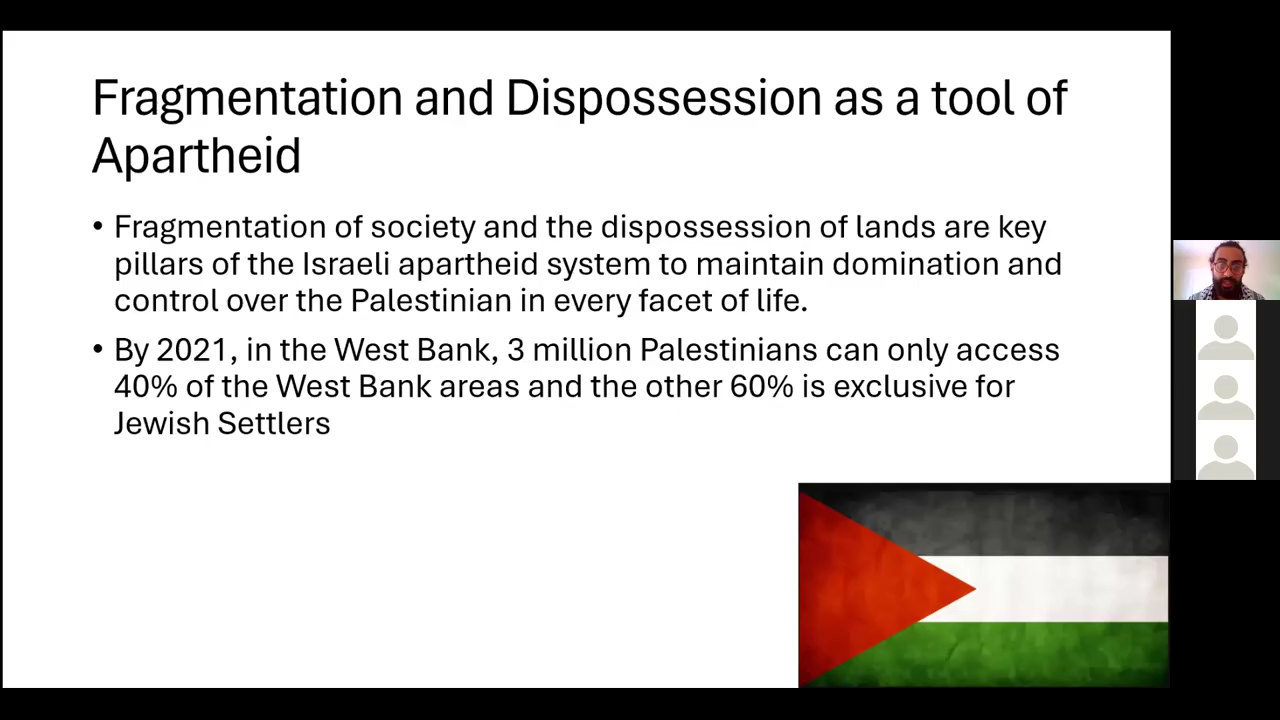 Fragmentation and Dispossession as a tool of
Apartheid
• Fragmentation of society and the dispossession of lands are key
pillars of the Israeli apartheid system to maintain domination and
control over the Palestinian in every facet of life.
• By 2021, in the West Bank, 3 million Palestinians can only access
40% of the West Bank areas and the other 60% is exclusive for
Jewish Settlers